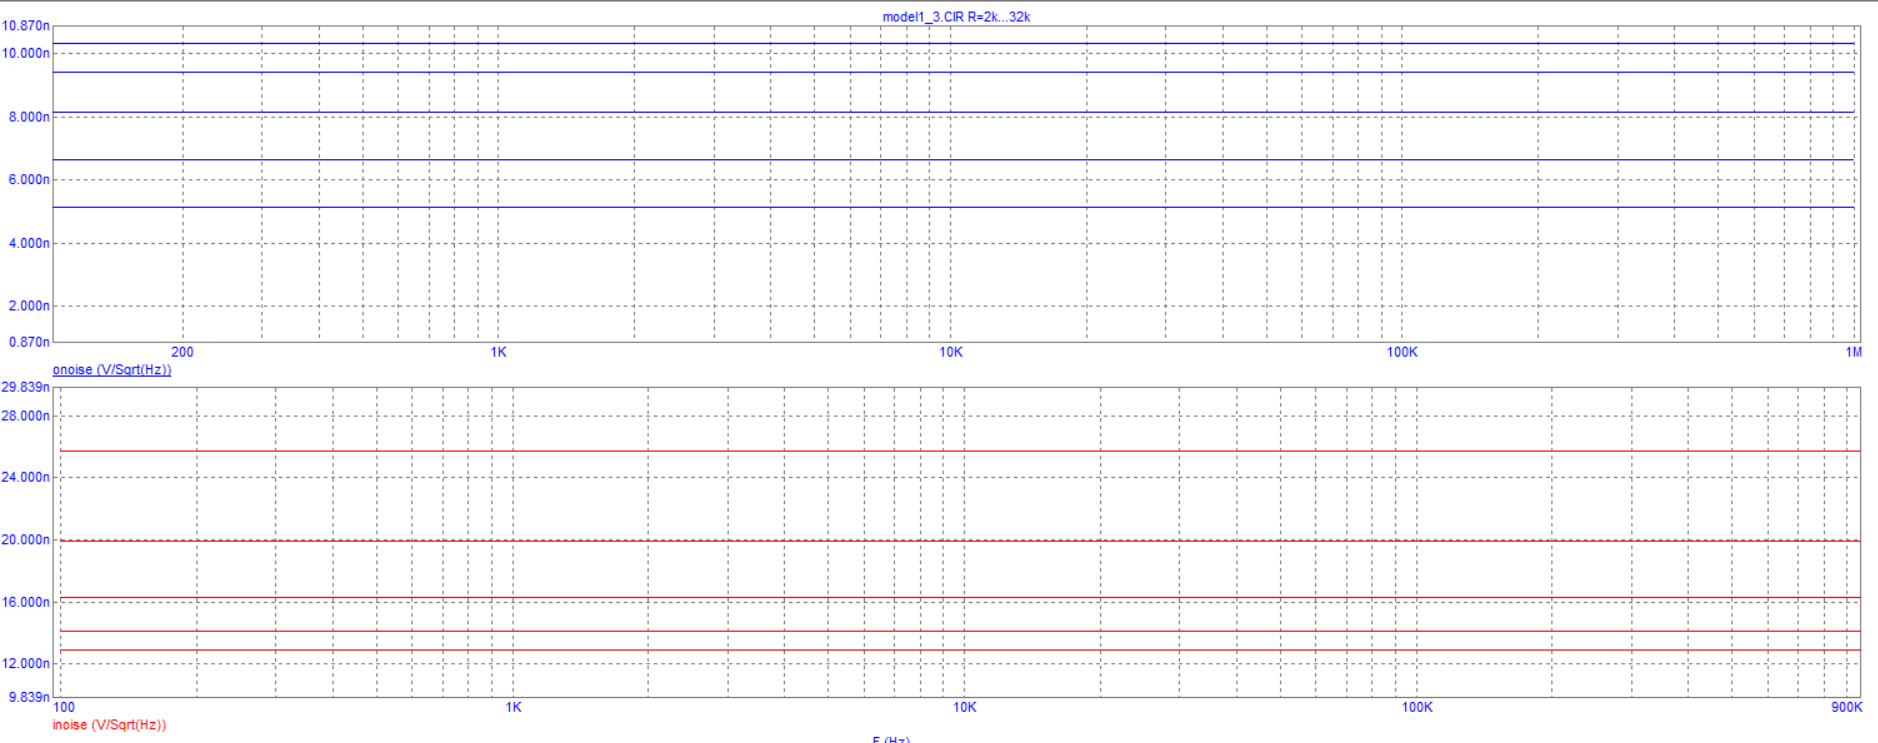 model1_3.CIR R=2k...32k
10.870n
10.000n
8.000n
6.000n
4.000n
2.000n
0.870n
200 1K 10K 100K 1M
onoise (V/Sqrt(Hz))
29.839n
28.000n
24.000n
20.000n
16.000n
12.000n
9.839n
100 1K 10K 100K 900K
inoise (V/Sqrt(Hz))
F (Hz)